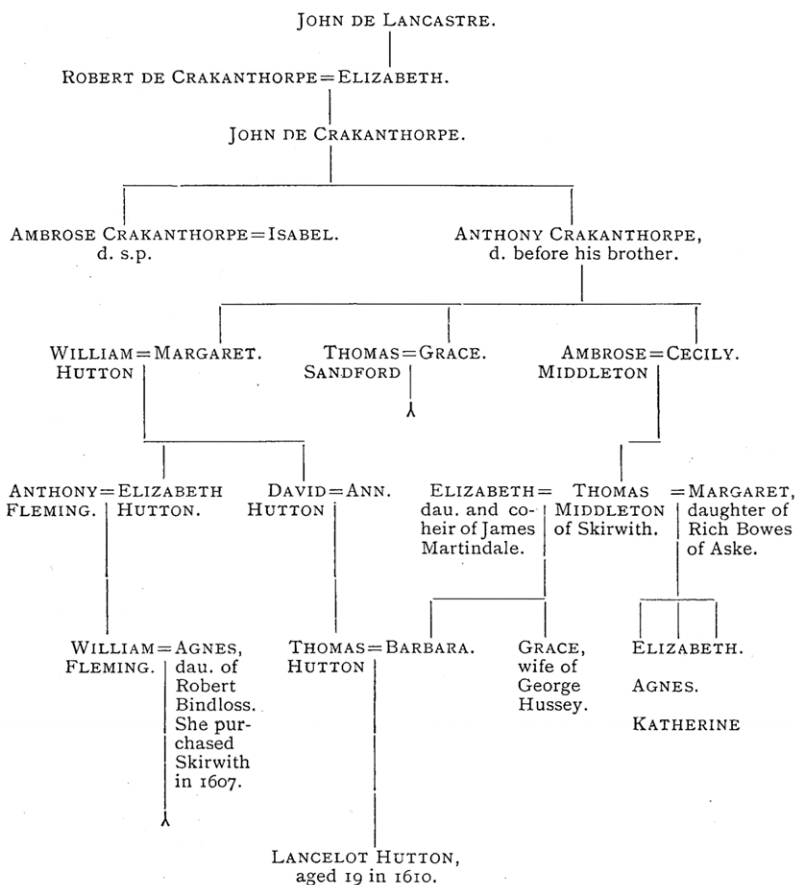 JOHN DE LANCASTRE.
ROBERT DE CRAKANTHORPE=ELIZABETH.
JOHN DE CRAKANTHORPE.
AMBROSE CRAKANTHORPE=ISABEL.
d. s.p.
ANTHONY CRAKANTHORPE,
d. before his brother.
WILLIAM=MARGARET.
HUTTON
THOMAS=GRACE.
SANDFORD
AMBROSE=CECILY.
MIDDLETON
ANTHONY=ELIZABETH
FLEMING. HUTTON.
DAVID=ANN.
HUTTON
ELIZABETH=
dau. and co-
heir of James
Martindale.
THOMAS
MIDDLETON
of Skirwith.
=MARGARET,
daughter of
Rich Bowes
of Aske.
WILLIAM=AGNES,
FLEMING. dau. of
Robert
Bindloss.
She pur-
chased
Skirwith
in 1607.
THOMAS=BARBARA.
HUTTON
GRACE,
wife of
George
Hussey.
ELIZABETH.
AGNES.
KATHERINE
LANCELOT HUTTON,
aged 19 in 1610.